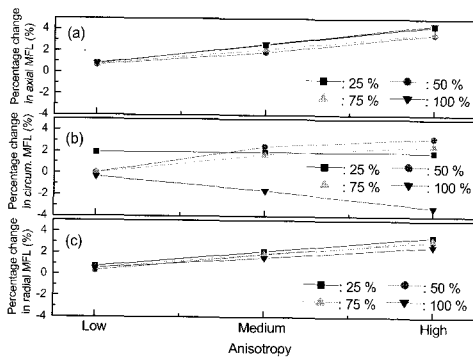 Percentage change
in axial MFL (%)
4
2
0
-2
-4
(a)
: 25 %
: 50 %
: 75 %
: 100 %
Percentage change
in circum. MFL (%)
4
2
0
-2
-4
(b)
: 25 %
: 50 %
: 75 %
: 100 %
Percentage change
in radial MFL (%)
4
2
0
-2
-4
(c)
: 25 %
: 50 %
: 75 %
: 100 %
Low
Medium
High
Anisotropy